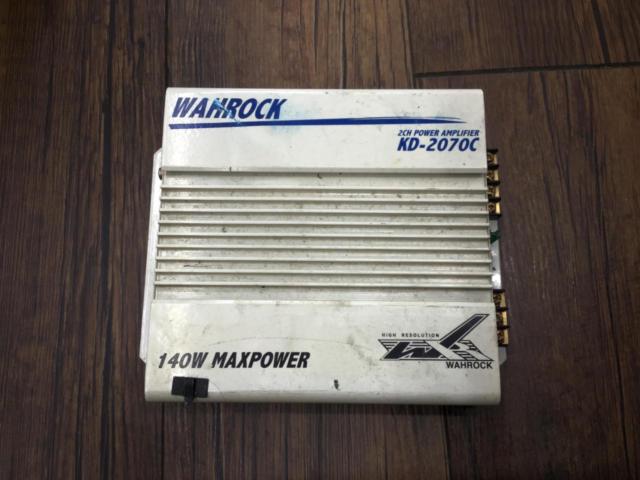 WAHROCK
2CH POWER AMPLIFIER
KD-2070C
140W MAXPOWER
HIGH RESOLUTION
WAHROCK